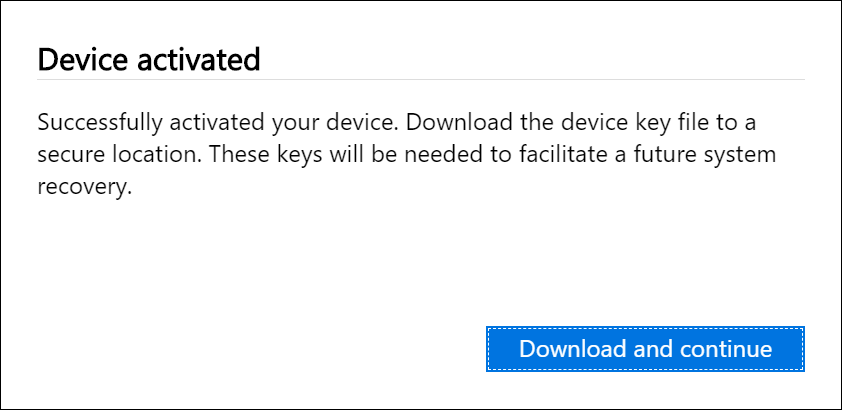 Device activated
Successfully activated your device. Download the device key file to a
secure location. These keys will be needed to facilitate a future system
recovery.
Download and continue